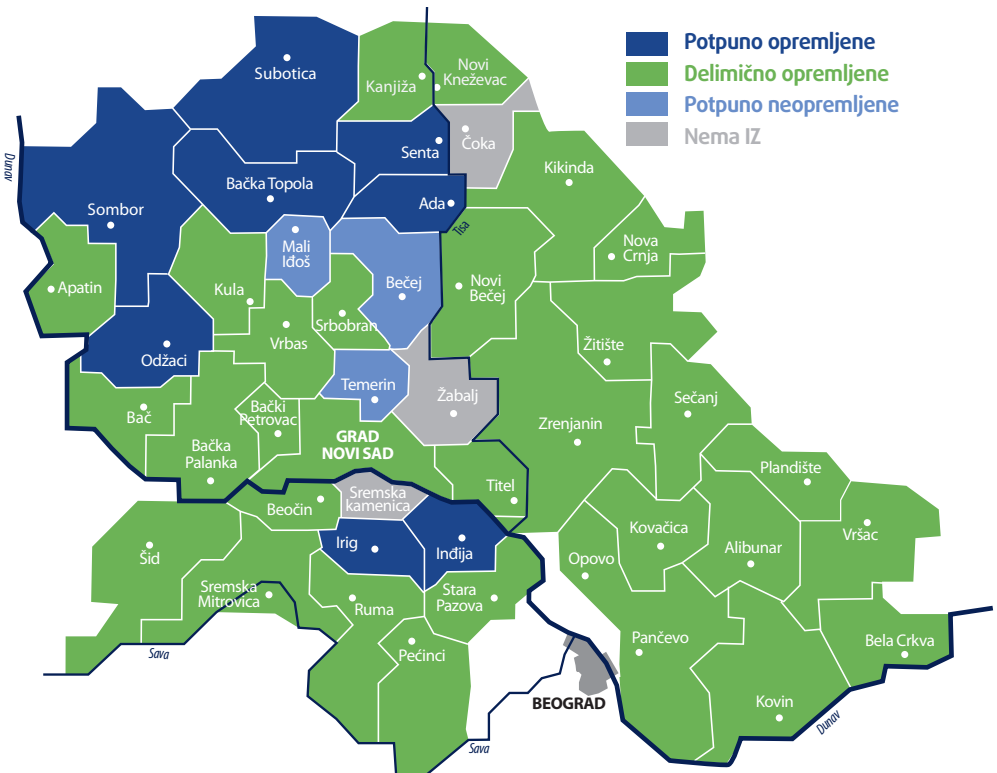 Potpuno opremljene
Delimično opremljene
Potpuno neopremljene
Nema IZ
Subotica
Kanjiža
Novi
Kneževac
Senta
Čoka
Kikinda
Dunav
Bačka Topola
Ada
Sombor
Tisa
Mali
Iđoš
Nova
Crnja
Apatin
Kula
Bečej
Novi
Bečej
Srbobran
Vrbas
Žitište
Odžaci
Temerin
Žabalj
Sečanj
Bač
Bački
Petrovac
Zrenjanin
GRAD
NOVI SAD
Bačka
Palanka
Plandište
Titel
Beočin
Sremska
kamenica
Kovačica
Vršac
Šid
Irig
Inđija
Opovo
Alibunar
Sremska
Mitrovica
Ruma
Stara
Pazova
Pančevo
Bela Crkva
Sava
Pećinci
BEOGRAD
Kovin
Dunav
Sava